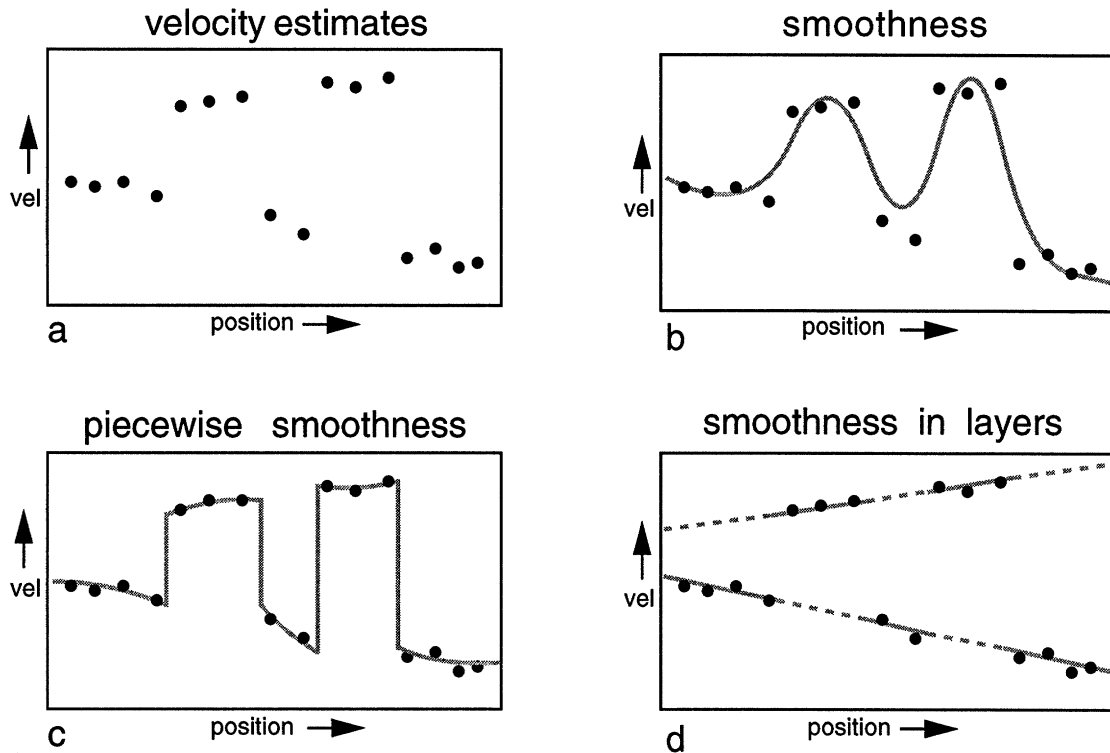 velocity estimates
vel
position
a
smoothness
vel
position
b
piecewise smoothness
vel
position
c
smoothness in layers
vel
position
d